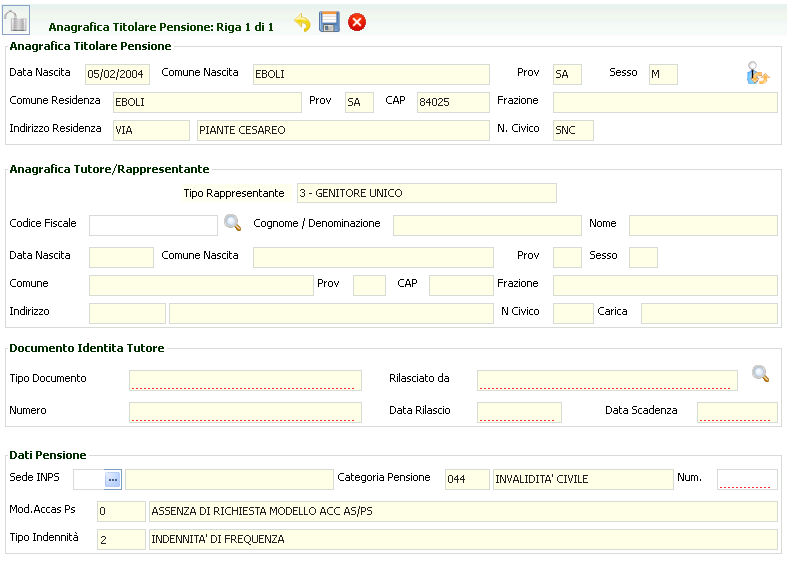 Anagrafica Titolare Pensione: Riga 1 di 1
Anagrafica Titolare Pensione
Data Nascita 05/02/2004 Comune Nascita EBOLI Prov SA Sesso M
Comune Residenza EBOLI Prov SA CAP 84025 Frazione
Indirizzo Residenza VIA PIANTE CESAREO N. Civico SNC
Anagrafica Tutore/Rappresentante
Tipo Rappresentante 3 - GENITORE UNICO
Codice Fiscale Cognome / Denominazione Nome
Data Nascita Comune Nascita Prov Sesso
Comune Prov CAP Frazione
Indirizzo N Civico Carica
Documento Identita Tutore
Tipo Documento Rilasciato da
Numero Data Rilascio Data Scadenza
Dati Pensione
Sede INPS ... Categoria Pensione 044 INVALIDITA' CIVILE Num.
Mod.Accas Ps 0 ASSENZA DI RICHIESTA MODELLO ACC AS/PS
Tipo Indennità 2 INDENNITA' DI FREQUENZA